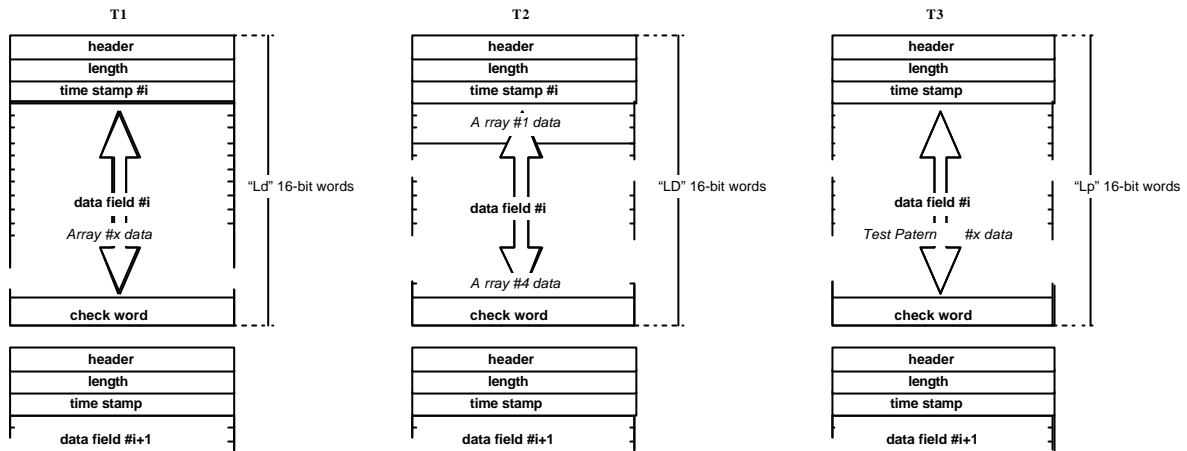 T1
header
length
time stamp #i
data field #i
Array #x data
check word
"Ld" 16-bit words
header
length
time stamp
data field #i+1
T2
header
length
time stamp #i
A rray #1 data
data field #i
A rray #4 data
check word
"LD" 16-bit words
header
length
time stamp
data field #i+1
T3
header
length
time stamp
data field #i
Test Patern #x data
check word
"Lp" 16-bit words
header
length
time stamp
data field #i+1